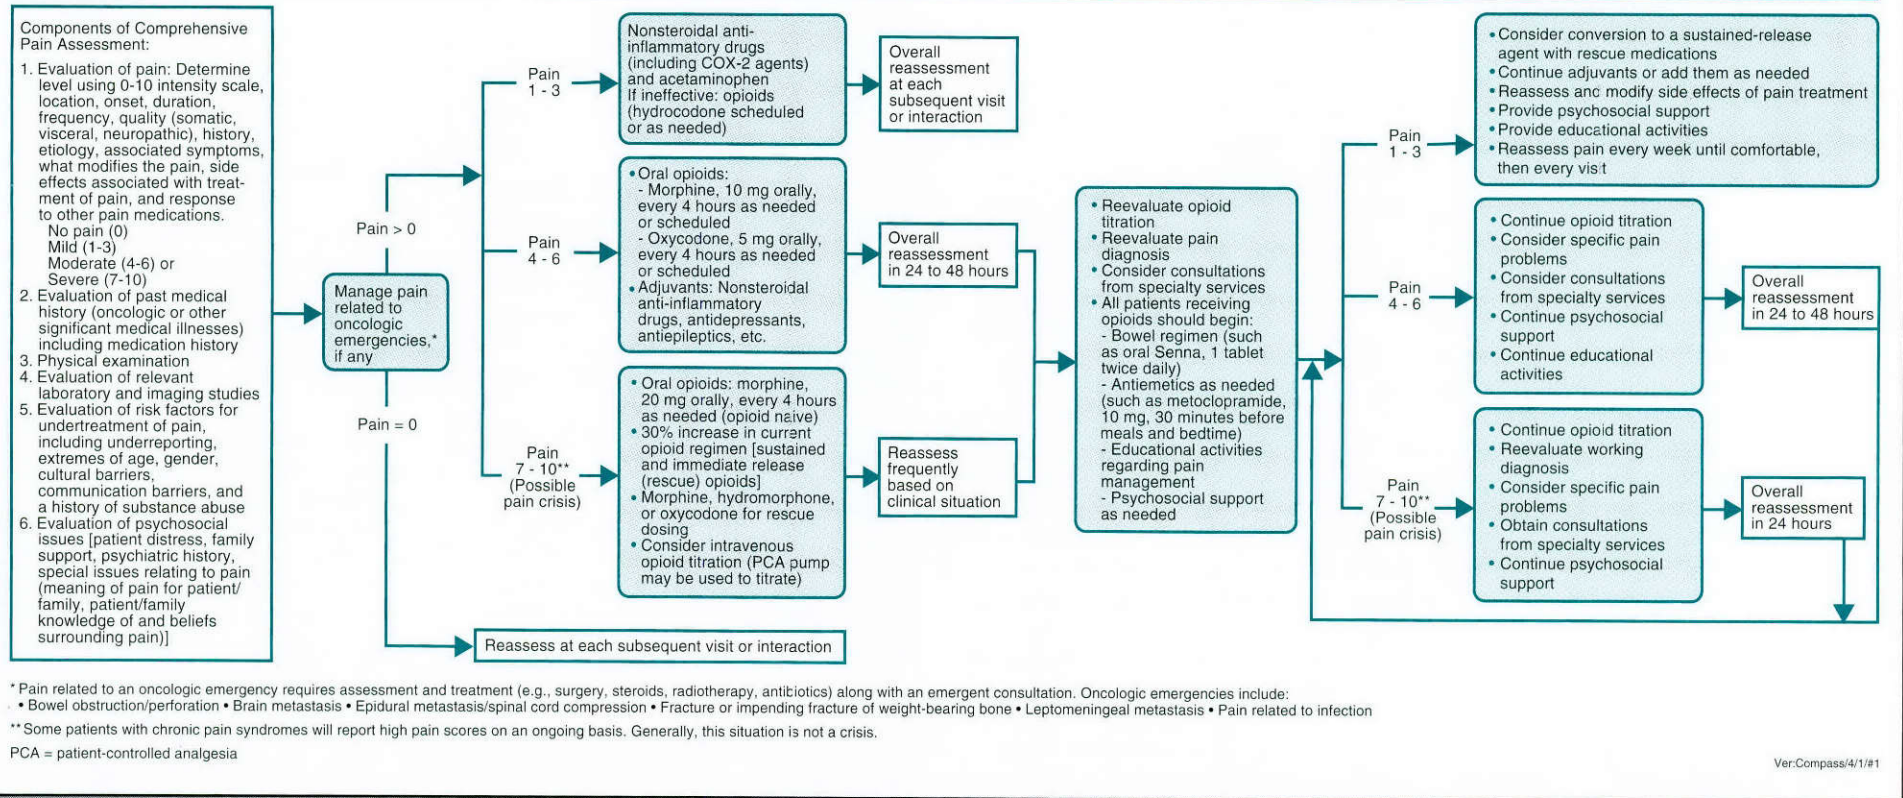 Components of Comprehensive
Pain Assessment:
1. Evaluation of pain: Determine
level using 0-10 intensity scale,
location, onset, duration,
frequency, quality (somatic,
visceral, neuropathic), history,
etiology, associated symptoms,
what modifies the pain, side
effects associated with treat-
ment of pain, and response
to other pain medications.
No pain (0)
Mild (1-3)
Moderate (4-6) or
Severe (7-10)
2. Evaluation of past medical
history (oncologic or other
significant medical illnesses)
including medication history
3. Physical examination
4. Evaluation of relevant
laboratory and imaging studies
5. Evaluation of risk factors for
undertreatment of pain,
including underreporting,
extremes of age, gender,
cultural barriers,
communication barriers, and
a history of substance abuse
6. Evaluation of psychosocial
issues [patient distress, family
support, psychiatric history,
special issues relating to pain
(meaning of pain for patient/
family, patient/family
knowledge of and beliefs
surrounding pain)]
Pain > 0
Manage pain
related to
oncologic
emergencies,*
if any
Pain = 0
Pain
1 - 3
Nonsteroidal anti-
inflammatory drugs
(including COX-2 agents)
and acetaminophen
If ineffective: opioids
(hydrocodone scheduled
or as needed)
Overall
reassessment
at each
subsequent visit
or interaction
Pain
4 - 6
• Oral opioids:
- Morphine, 10 mg orally,
every 4 hours as needed
or scheduled
- Oxycodone, 5 mg orally,
every 4 hours as needed
or scheduled
• Adjuvants: Nonsteroidal
anti-inflammatory
drugs, antidepressants,
antiepileptics, etc.
Overall
reassessment
in 24 to 48 hours
Pain
7 - 10**
(Possible
pain crisis)
• Oral opioids: morphine,
20 mg orally, every 4 hours
as needed (opioid naive)
• 30% increase in current
opioid regimen [sustained
and immediate release
(rescue) opioids]
• Morphine, hydromorphone,
or oxycodone for rescue
dosing
• Consider intravenous
opioid titration (PCA pump
may be used to titrate)
Reassess
frequently
based on
clinical situation
Reassess at each subsequent visit or interaction
• Reevaluate opioid
titration
• Reevaluate pain
diagnosis
• Consider consultations
from specialty services
• All patients receiving
opioids should begin:
- Bowel regimen (such
as oral Senna, 1 tablet
twice daily)
- Antiemetics as needed
(such as metoclopramide,
10 mg, 30 minutes before
meals and bedtime)
- Educational activities
regarding pain
management
- Psychosocial support
as needed
Pain
1 - 3
• Consider conversion to a sustained-release
agent with rescue medications
• Continue adjuvants or add them as needed
• Reassess and modify side effects of pain treatment
• Provide psychosocial support
• Provide educational activities
• Reassess pain every week until comfortable,
then every visit
Pain
4 - 6
• Continue opioid titration
• Consider specific pain
problems
• Consider consultations
from specialty services
• Continue psychosocial
support
• Continue educational
activities
Overall
reassessment
in 24 to 48 hours
Pain
7 - 10**
(Possible
pain crisis)
• Continue opioid titration
• Reevaluate working
diagnosis
• Consider specific pain
problems
• Obtain consultations
from specialty services
• Continue psychosocial
support
Overall
reassessment
in 24 hours
* Pain related to an oncologic emergency requires assessment and treatment (e.g., surgery, steroids, radiotherapy, antibiotics) along with an emergent consultation. Oncologic emergencies include:
• Bowel obstruction/perforation • Brain metastasis • Epidural metastasis/spinal cord compression • Fracture or impending fracture of weight-bearing bone • Leptomeningeal metastasis • Pain related to infection
** Some patients with chronic pain syndromes will report high pain scores on an ongoing basis. Generally, this situation is not a crisis.
PCA = patient-controlled analgesia
Ver:Compass/4/1/#1